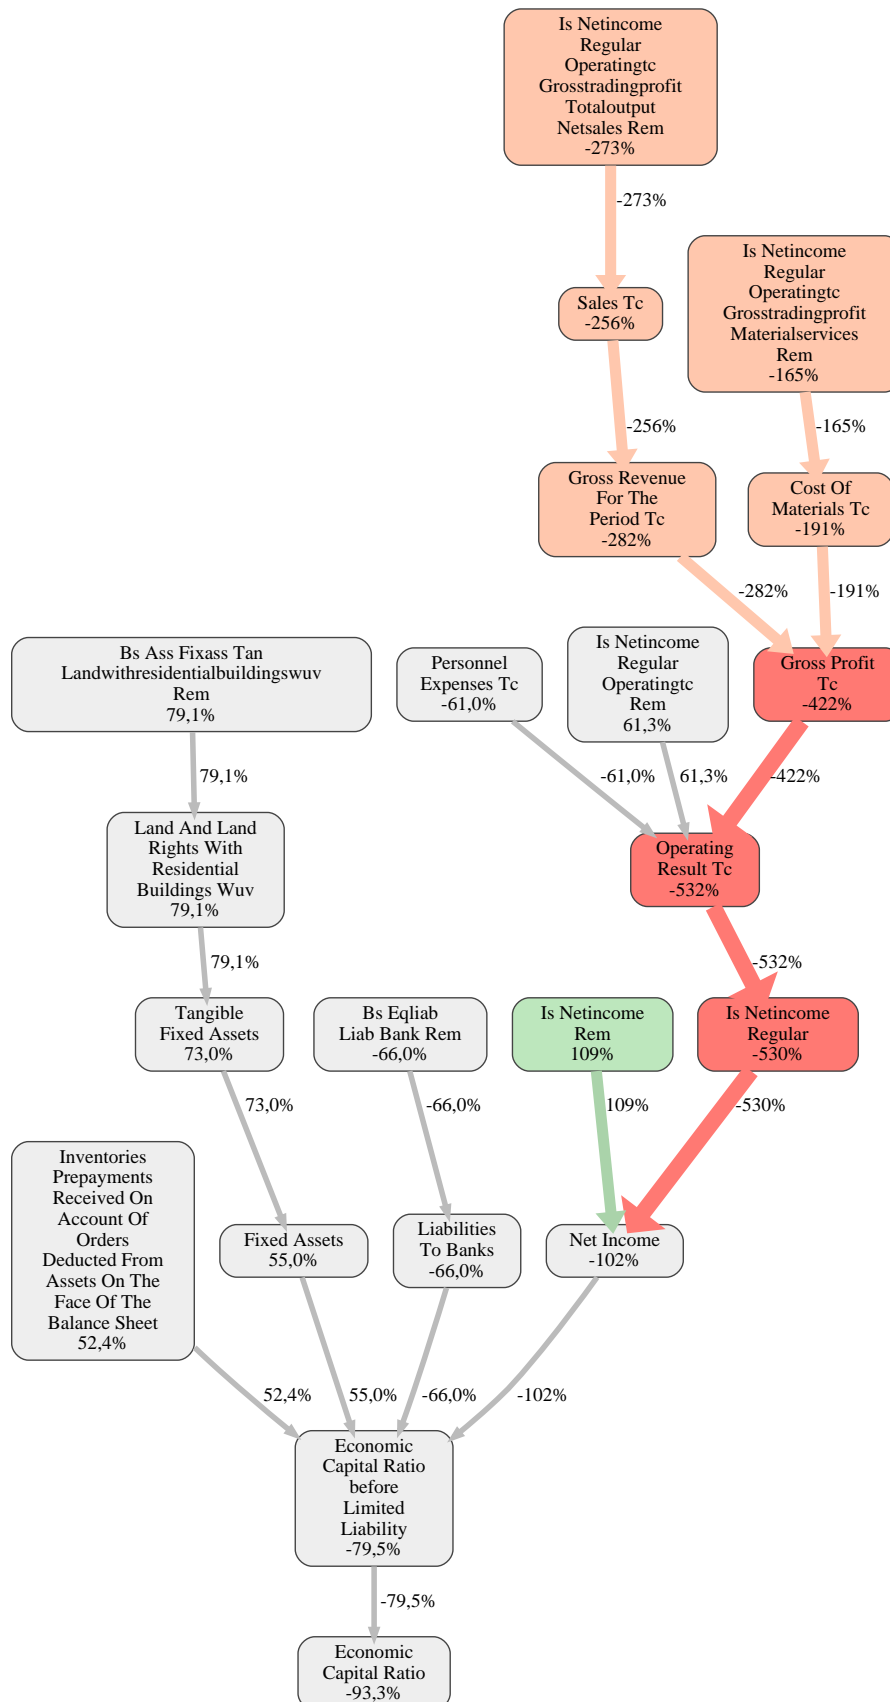 Is Netincome
Regular
Operatingtc
Grosstradingprofit
Totaloutput
Netsales Rem
-273%
-273%
Is Netincome
Regular
Operatingtc
Grosstradingprofit
Materialservices
Rem
-165%
Sales Tc
-256%
-256%
-165%
Gross Revenue
For The
Period Tc
-282%
Cost Of
Materials Tc
-191%
-282%
-191%
Bs Ass Fixass Tan
Landwithresidentialbuildingswuv
Rem
79,1%
Personnel
Expenses Tc
-61,0%
Is Netincome
Regular
Operatingtc
Rem
61,3%
Gross Profit
Tc
-422%
79,1%
-61,0%
61,3%
-422%
Land And Land
Rights With
Residential
Buildings Wuv
79,1%
Operating
Result Tc
-532%
79,1%
-532%
Tangible
Fixed Assets
73,0%
Bs Eqliab
Liab Bank Rem
-66,0%
Is Netincome
Rem
109%
Is Netincome
Regular
-530%
73,0%
-66,0%
109%
-530%
Inventories
Prepayments
Received On
Account Of
Orders
Deducted From
Assets On The
Face Of The
Balance Sheet
52,4%
Fixed Assets
55,0%
Liabilities
To Banks
-66,0%
Net Income
-102%
52,4%
55,0%
-66,0%
-102%
Economic
Capital Ratio
before
Limited
Liability
-79,5%
-79,5%
Economic
Capital Ratio
-93,3%